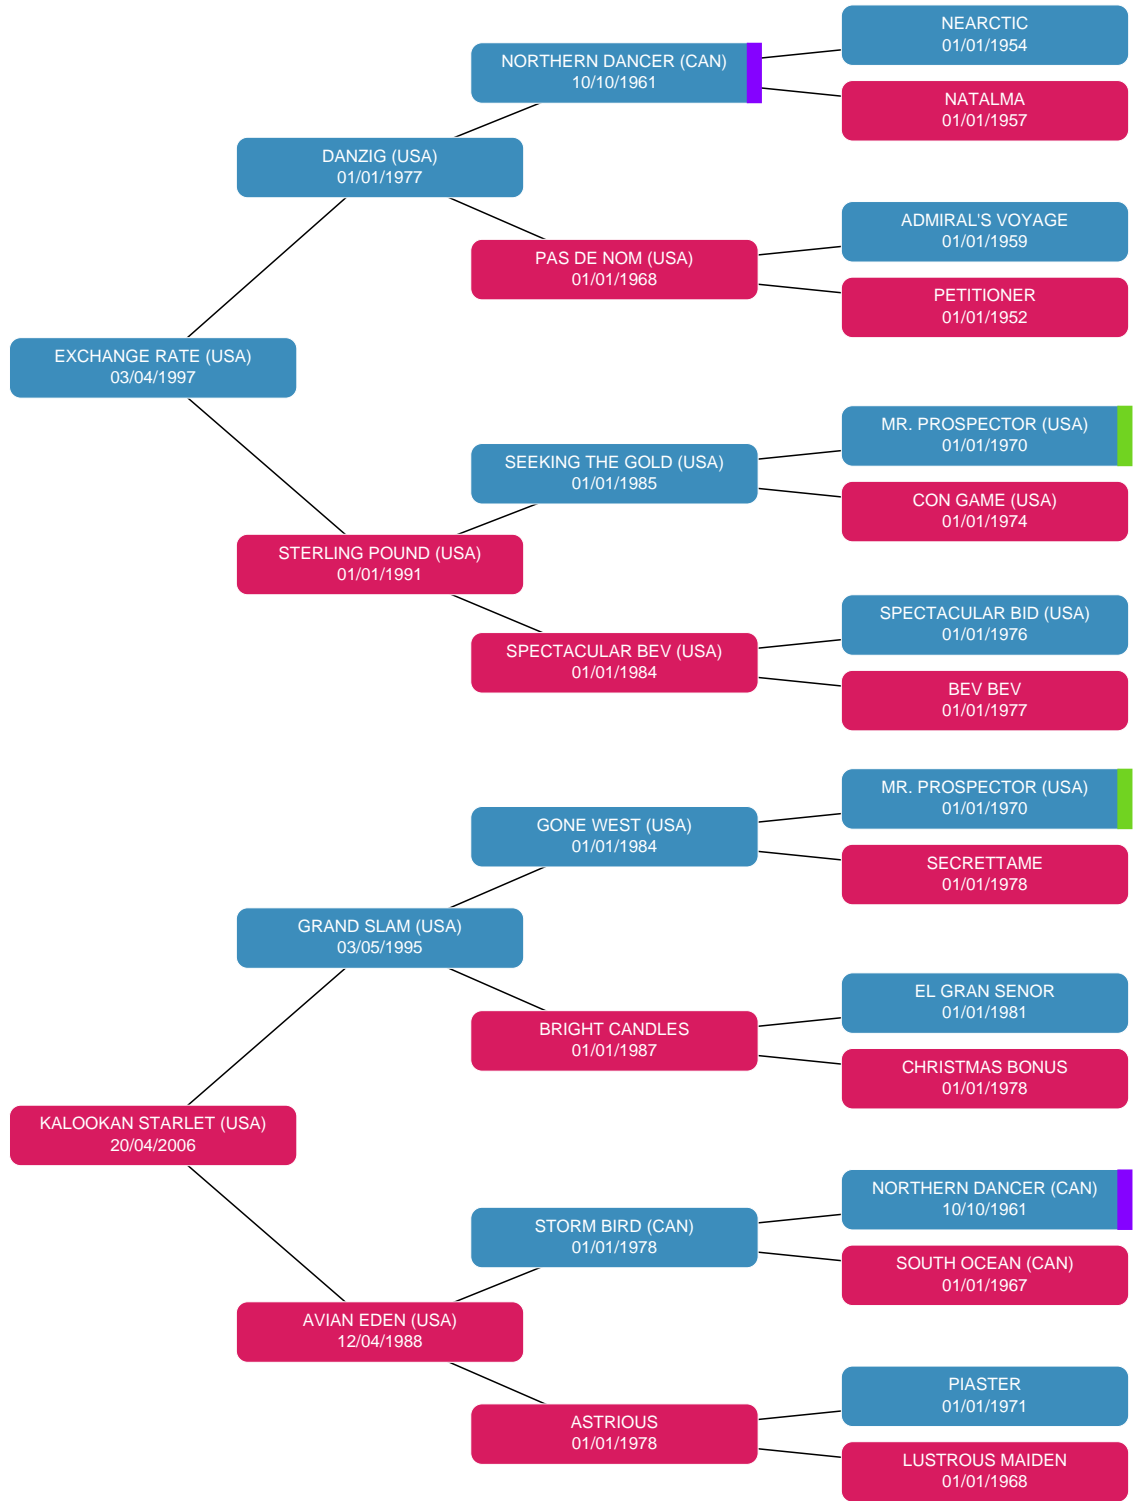 NEARCTIC
01/01/1954
NORTHERN DANCER (CAN)
10/10/1961
NATALMA
01/01/1957
DANZIG (USA)
01/01/1977
ADMIRAL'S VOYAGE
01/01/1959
PAS DE NOM (USA)
01/01/1968
PETITIONER
01/01/1952
EXCHANGE RATE (USA)
03/04/1997
MR. PROSPECTOR (USA)
01/01/1970
SEEKING THE GOLD (USA)
01/01/1985
CON GAME (USA)
01/01/1974
STERLING POUND (USA)
01/01/1991
SPECTACULAR BID (USA)
01/01/1976
SPECTACULAR BEV (USA)
01/01/1984
BEV BEV
01/01/1977
MR. PROSPECTOR (USA)
01/01/1970
GONE WEST (USA)
01/01/1984
SECRETTAME
01/01/1978
GRAND SLAM (USA)
03/05/1995
EL GRAN SENOR
01/01/1981
BRIGHT CANDLES
01/01/1987
CHRISTMAS BONUS
01/01/1978
KALOOKAN STARLET (USA)
20/04/2006
NORTHERN DANCER (CAN)
10/10/1961
STORM BIRD (CAN)
01/01/1978
SOUTH OCEAN (CAN)
01/01/1967
AVIAN EDEN (USA)
12/04/1988
PIASTER
01/01/1971
ASTRIOUS
01/01/1978
LUSTROUS MAIDEN
01/01/1968